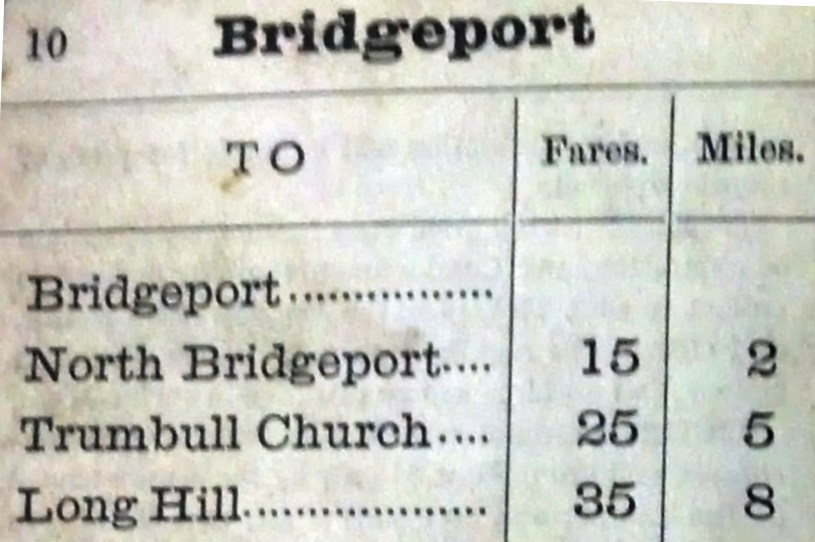 10 Bridgeport
TO Fares. Miles.
Bridgeport................
North Bridgeport.... 15 2
Trumbull Church.... 25 5
Long Hill................... 35 8